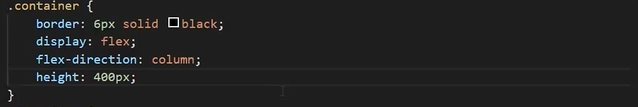 .container {
border: 6px solid black;
display: flex;
flex-direction: column;
height: 400px;
}